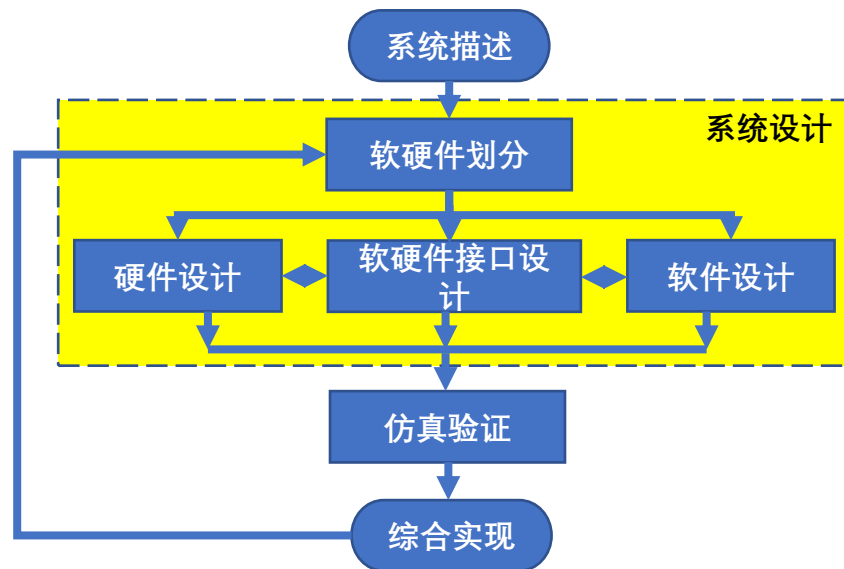 系统描述
系统设计
软硬件划分
硬件设计
软硬件接口设
计
软件设计
仿真验证
综合实现